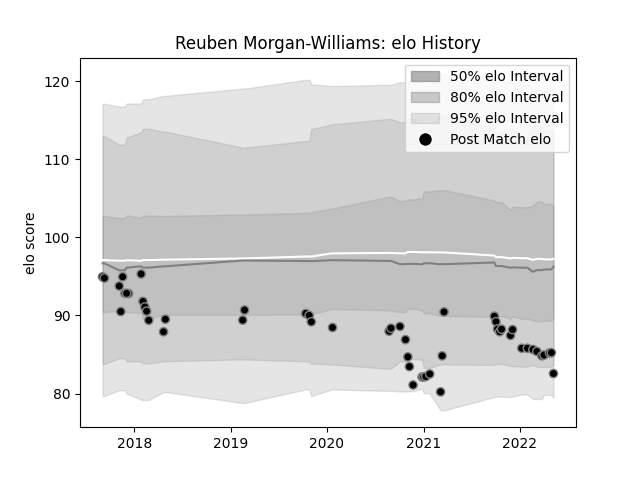 Reuben Morgan-Williams: elo History
50% elo Interval
80% elo Interval
95% elo Interval
Post Match elo
elo score
120
110
100
90
80
2018 2019 2020 2021 2022